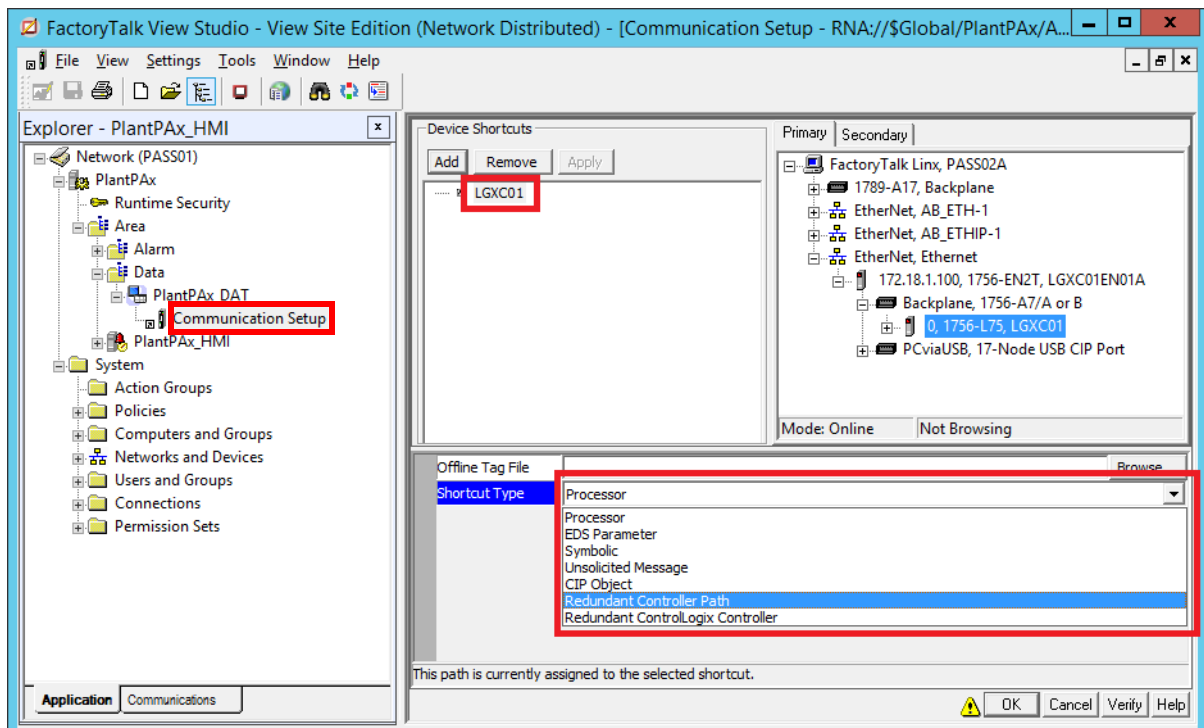 FactoryTalk View Studio - View Site Edition (Network Distributed) - [Communication Setup - RNA://$Global/PlantPAx/A...
File View Settings Tools Window Help
Explorer - PlantPAx_HMI
Network (PASS01)
PlantPAx
Runtime Security
Area
Alarm
Data
PlantPAx_DAT
Communication Setup
PlantPAx_HMI
System
Action Groups
Policies
Computers and Groups
Networks and Devices
Users and Groups
Connections
Permission Sets
Application Communications
Device Shortcuts
Add Remove Apply
LGXC01
Primary Secondary
FactoryTalk Linx, PASS02A
1789-A17, Backplane
EtherNet, AB_ETH-1
EtherNet, AB_ETHIP-1
EtherNet, Ethernet
172.18.1.100, 1756-EN2T, LGXC01EN01A
Backplane, 1756-A7/A or B
0, 1756-L75, LGXC01
PCviaUSB, 17-Node USB CIP Port
Mode: Online Not Browsing
Offline Tag File Browse...
Shortcut Type Processor
Processor
EDS Parameter
Symbolic
Unsolicited Message
CIP Object
Redundant Controller Path
Redundant ControlLogix Controller
This path is currently assigned to the selected shortcut.
OK Cancel Verify Help